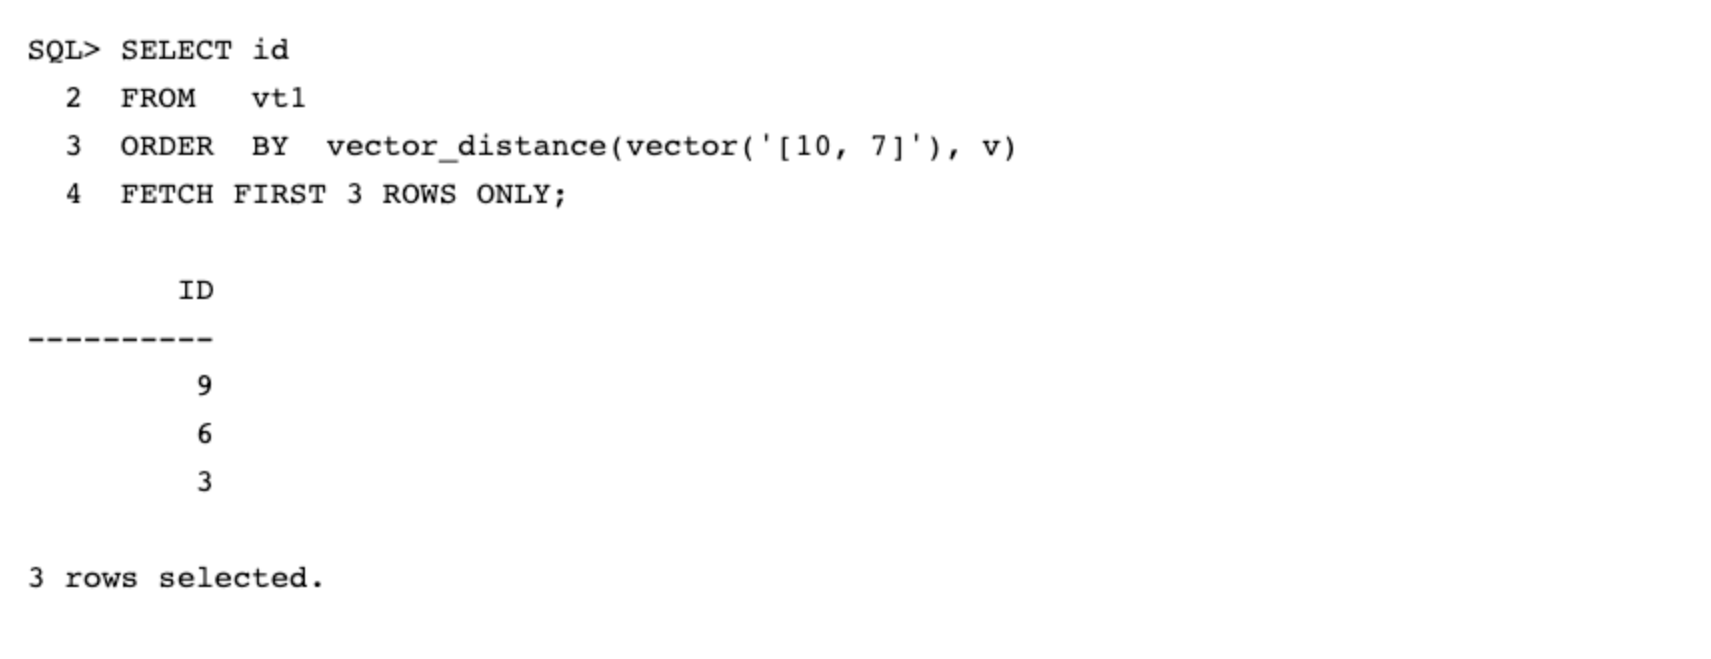 SQL> SELECT id
  2  FROM   vt1
  3  ORDER  BY  vector_distance(vector('[10, 7]'), v)
  4  FETCH FIRST 3 ROWS ONLY;
        ID
----------
         9
         6
         3
3 rows selected.